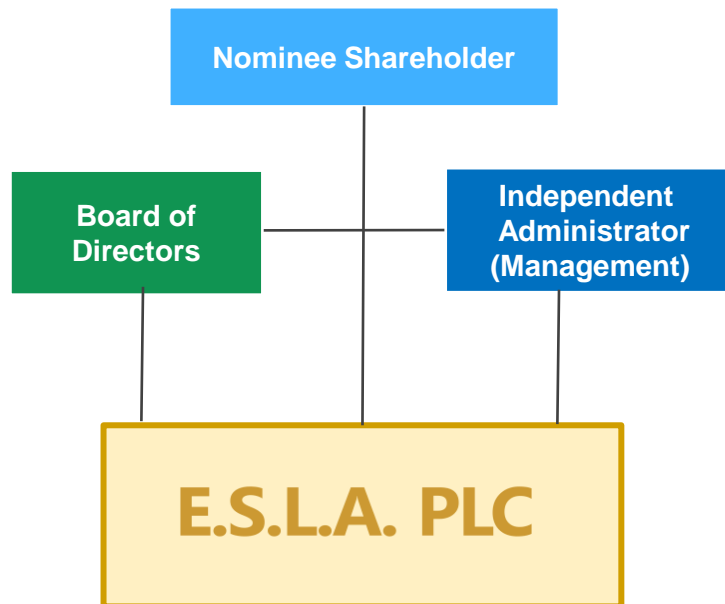 Nominee Shareholder
Board of
Directors
Independent
Administrator
(Management)
E.S.L.A. PLC